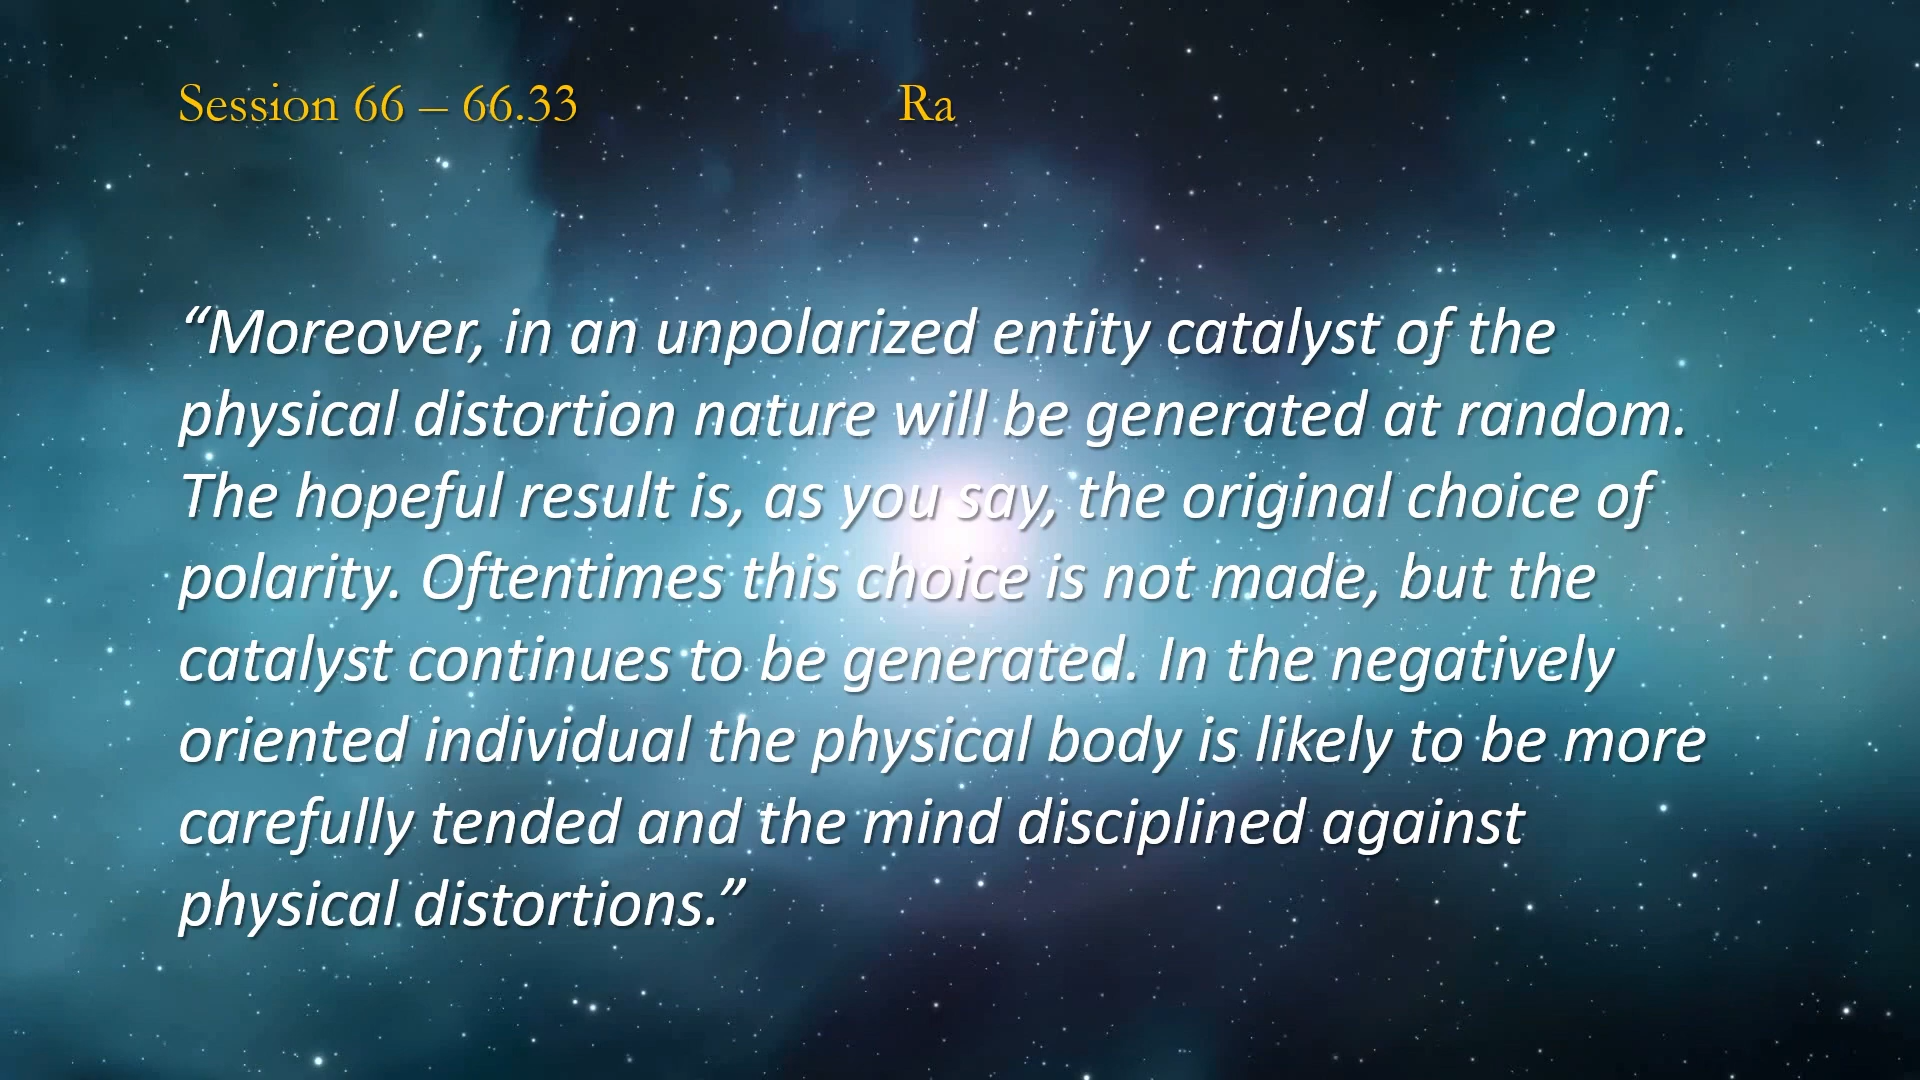 Session 66 – 66.33 Ra
“Moreover, in an unpolarized entity catalyst of the
physical distortion nature will be generated at random.
The hopeful result is, as you say, the original choice of
polarity. Oftentimes this choice is not made, but the
catalyst continues to be generated. In the negatively
oriented individual the physical body is likely to be more
carefully tended and the mind disciplined against
physical distortions.”